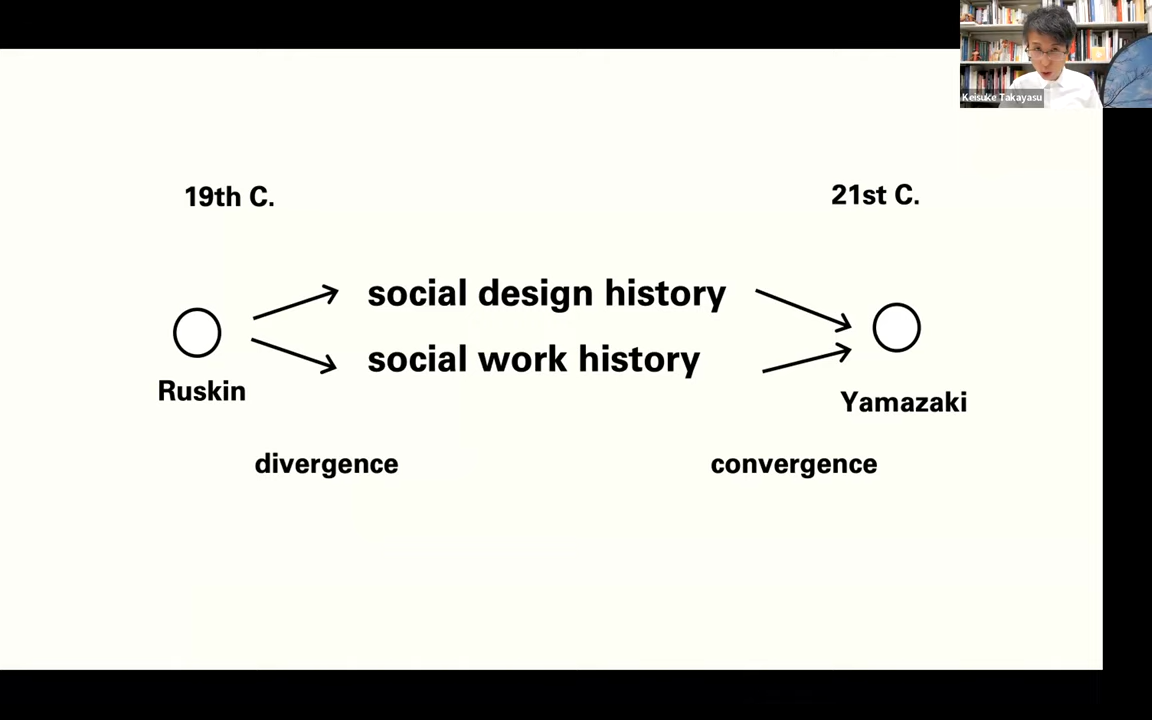 Keisuke Takayasu
19th C.
21st C.
social design history
social work history
Ruskin
Yamazaki
divergence
convergence